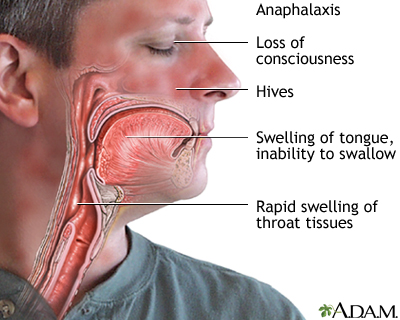 Anaphalaxis
Loss of
consciousness
Hives
Swelling of tongue,
inability to swallow
Rapid swelling of
throat tissues
A.D.A.M.